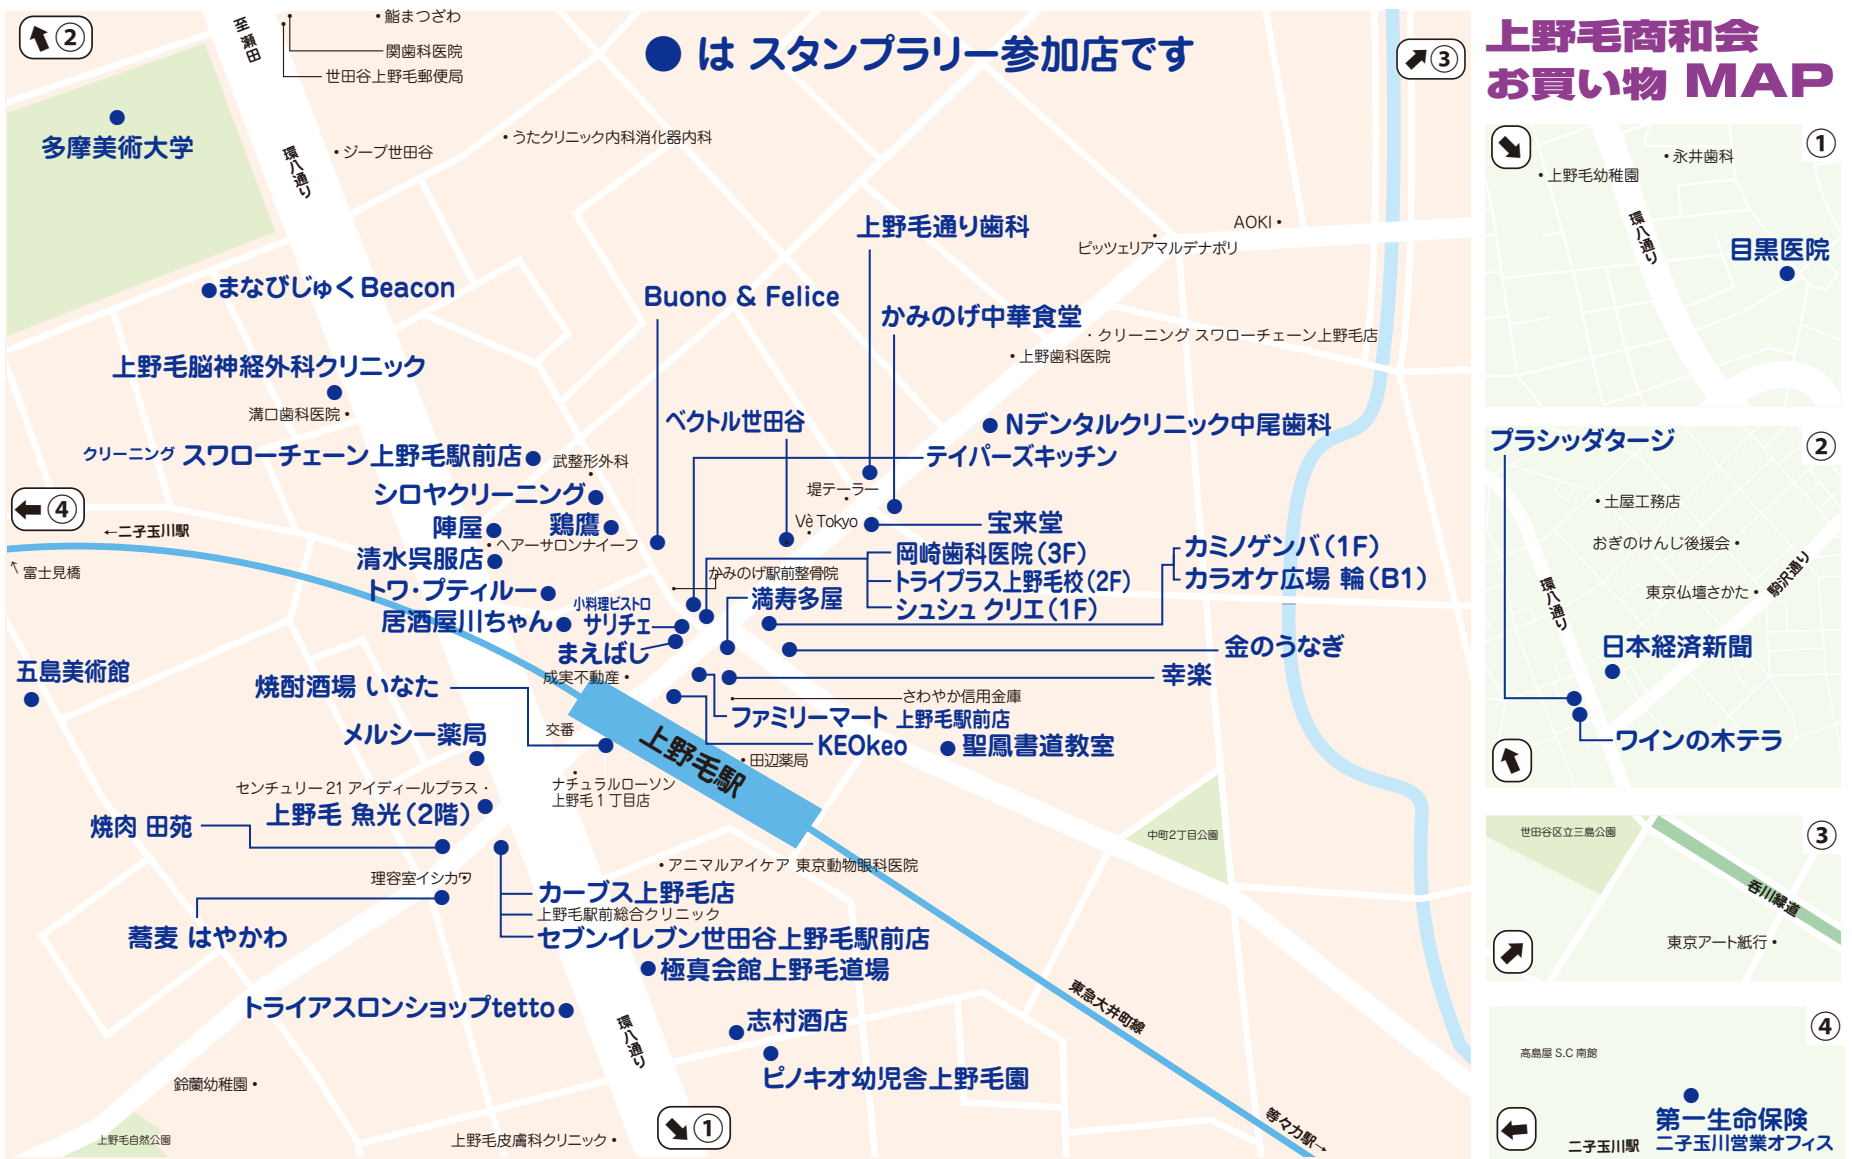 上野毛商和会
お買い物 MAP
● は スタンプラリー参加店です
②
至瀬田
・鮨まつざわ
関歯科医院
世田谷上野毛郵便局
③
多摩美術大学
環八通り
・ジープ世田谷
・うたクリニック内科消化器内科
上野毛通り歯科
AOKI・
ピッツェリアマルデナポリ
●まなびじゅく Beacon
Buono & Felice
かみのげ中華食堂
・クリーニング スワローチェーン上野毛店
・上野歯科医院
上野毛脳神経外科クリニック
溝口歯科医院・
ベクトル世田谷
●Nデンタルクリニック中尾歯科
クリーニング スワローチェーン上野毛駅前店●
武整形外科
テイパーズキッチン
シロヤクリーニング●
堤テーラー
④
←二子玉川駅
陣屋●
鶏鷹●
Vè Tokyo
宝来堂
・ヘアーサロンナイーフ
清水呉服店●
岡崎歯科医院(3F)
カミノゲンバ(1F)
↖富士見橋
かみのげ駅前整骨院
トライプラス上野毛校(2F)
カラオケ広場 輪(B1)
トワ・プティルー●
小料理ビストロ
サリチェ
満寿多屋
シュシュ クリエ(1F)
居酒屋川ちゃん●
まえばし
金のうなぎ
五島美術館
成実不動産・
幸楽
焼酎酒場 いなた
さわやか信用金庫
ファミリーマート 上野毛駅前店
交番
メルシー薬局
上野毛駅
KEOkeo
●聖鳳書道教室
・田辺薬局
センチュリー21 アイディールプラス・
ナチュラルローソン
上野毛1丁目店
上野毛 魚光(2階)
焼肉 田苑
中町2丁目公園
・アニマルアイケア 東京動物眼科医院
理容室イシカワ
カーブス上野毛店
上野毛駅前総合クリニック
蕎麦 はやかわ
セブンイレブン世田谷上野毛駅前店
●極真会館上野毛道場
トライアスロンショップtetto●
東急大井町線
環八通り
志村酒店
ピノキオ幼児舎上野毛園
鈴蘭幼稚園・
上野毛自然公園
上野毛皮膚科クリニック・
①
等々力駅→
①
・永井歯科
・上野毛幼稚園
環八通り
目黒医院
②
プラシッダタージ
・土屋工務店
おぎのけんじ後援会・
駒沢通り
環八通り
東京仏壇さかた・
日本経済新聞
ワインの木テラ
③
世田谷区立三島公園
呑川緑道
東京アート紙行・
④
高島屋 S.C 南館
第一生命保険
二子玉川駅
二子玉川営業オフィス